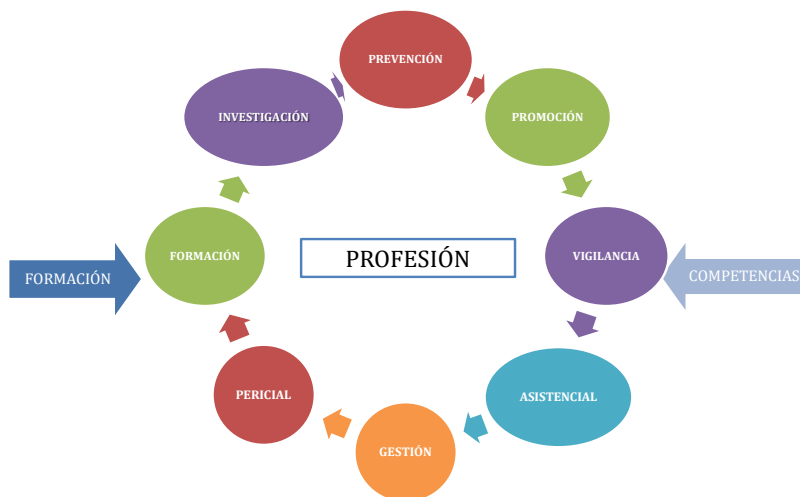 PREVENCIÓN
PROMOCIÓN
INVESTIGACIÓN
FORMACIÓN
VIGILANCIA
PROFESIÓN
FORMACIÓN
COMPETENCIAS
PERICIAL
ASISTENCIAL
GESTIÓN